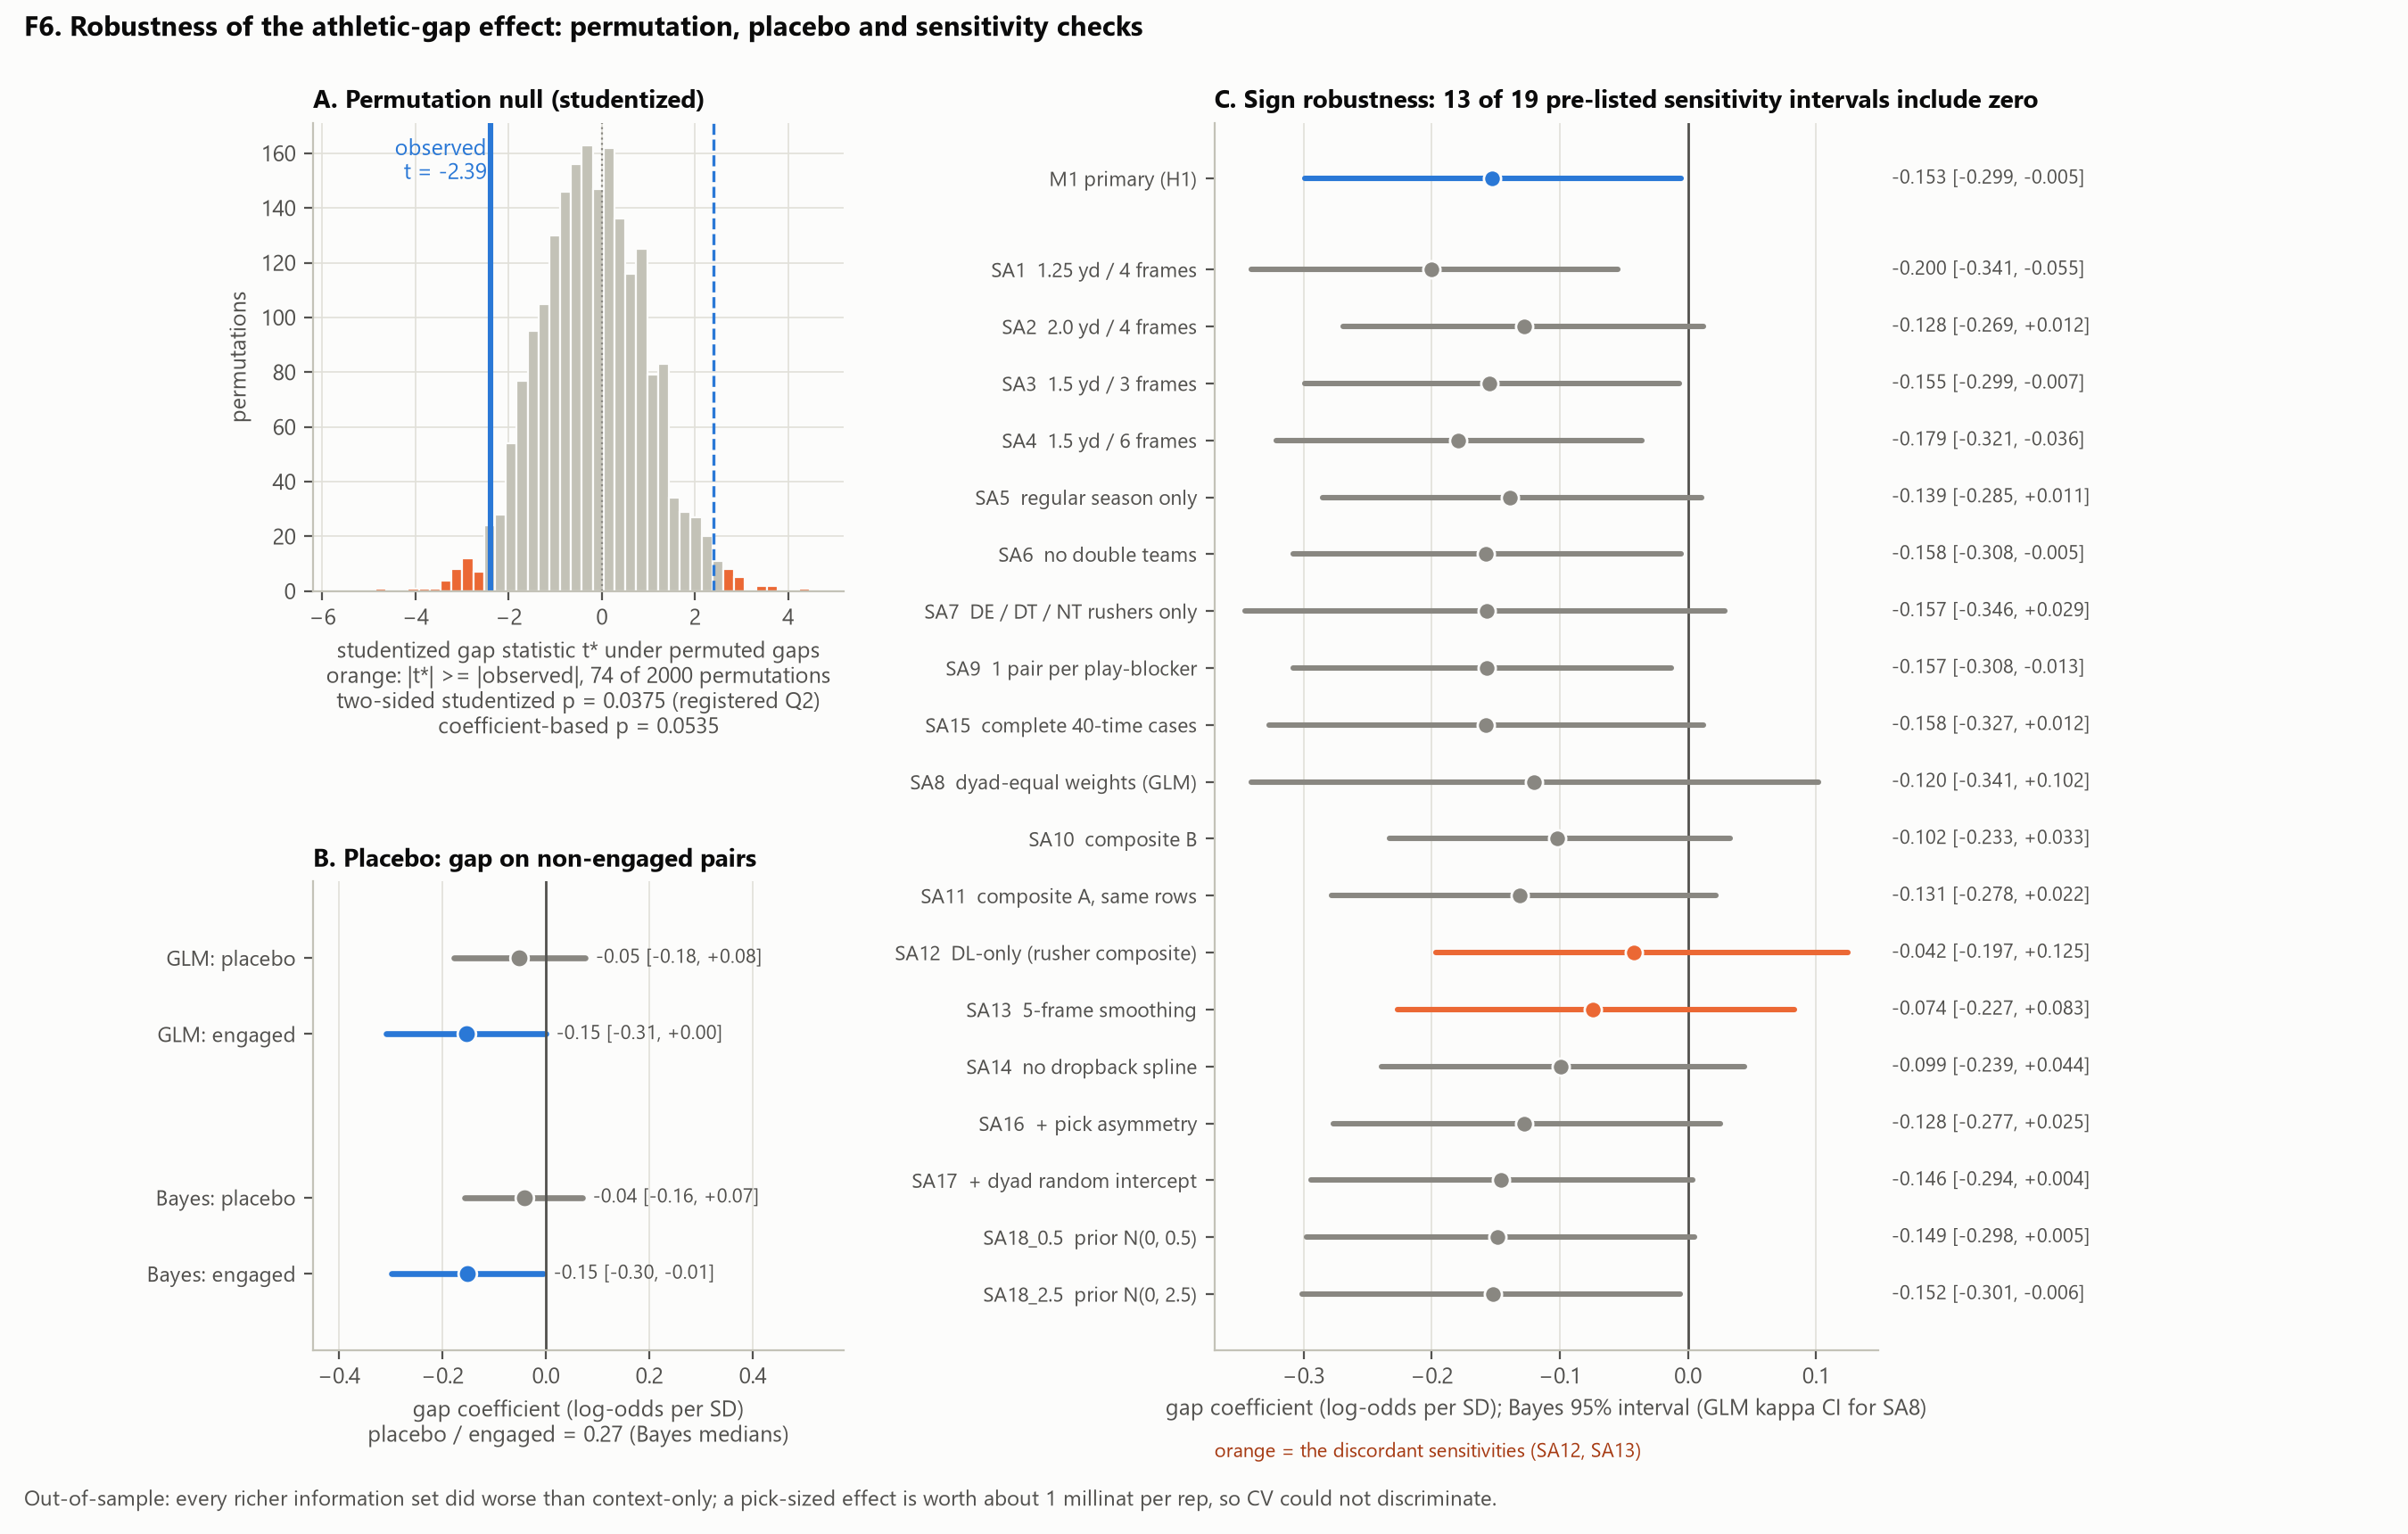 F6. Robustness of the athletic-gap effect: permutation, placebo and sensitivity checks
A. Permutation null (studentized)
observed
t = -2.39
permutations
160
140
120
100
80
60
40
20
0
−6
−4
−2
0
2
4
studentized gap statistic t* under permuted gaps
orange: |t*| >= |observed|, 74 of 2000 permutations
two-sided studentized p = 0.0375 (registered Q2)
coefficient-based p = 0.0535
B. Placebo: gap on non-engaged pairs
GLM: placebo
-0.05 [-0.18, +0.08]
GLM: engaged
-0.15 [-0.31, +0.00]
Bayes: placebo
-0.04 [-0.16, +0.07]
Bayes: engaged
-0.15 [-0.30, -0.01]
−0.4
−0.2
0.0
0.2
0.4
gap coefficient (log-odds per SD)
placebo / engaged = 0.27 (Bayes medians)
C. Sign robustness: 13 of 19 pre-listed sensitivity intervals include zero
M1 primary (H1)
-0.153 [-0.299, -0.005]
SA1 1.25 yd / 4 frames
-0.200 [-0.341, -0.055]
SA2 2.0 yd / 4 frames
-0.128 [-0.269, +0.012]
SA3 1.5 yd / 3 frames
-0.155 [-0.299, -0.007]
SA4 1.5 yd / 6 frames
-0.179 [-0.321, -0.036]
SA5 regular season only
-0.139 [-0.285, +0.011]
SA6 no double teams
-0.158 [-0.308, -0.005]
SA7 DE / DT / NT rushers only
-0.157 [-0.346, +0.029]
SA9 1 pair per play-blocker
-0.157 [-0.308, -0.013]
SA15 complete 40-time cases
-0.158 [-0.327, +0.012]
SA8 dyad-equal weights (GLM)
-0.120 [-0.341, +0.102]
SA10 composite B
-0.102 [-0.233, +0.033]
SA11 composite A, same rows
-0.131 [-0.278, +0.022]
SA12 DL-only (rusher composite)
-0.042 [-0.197, +0.125]
SA13 5-frame smoothing
-0.074 [-0.227, +0.083]
SA14 no dropback spline
-0.099 [-0.239, +0.044]
SA16 + pick asymmetry
-0.128 [-0.277, +0.025]
SA17 + dyad random intercept
-0.146 [-0.294, +0.004]
SA18_0.5 prior N(0, 0.5)
-0.149 [-0.298, +0.005]
SA18_2.5 prior N(0, 2.5)
-0.152 [-0.301, -0.006]
−0.3
−0.2
−0.1
0.0
0.1
gap coefficient (log-odds per SD); Bayes 95% interval (GLM kappa CI for SA8)
orange = the discordant sensitivities (SA12, SA13)
Out-of-sample: every richer information set did worse than context-only; a pick-sized effect is worth about 1 millinat per rep, so CV could not discriminate.